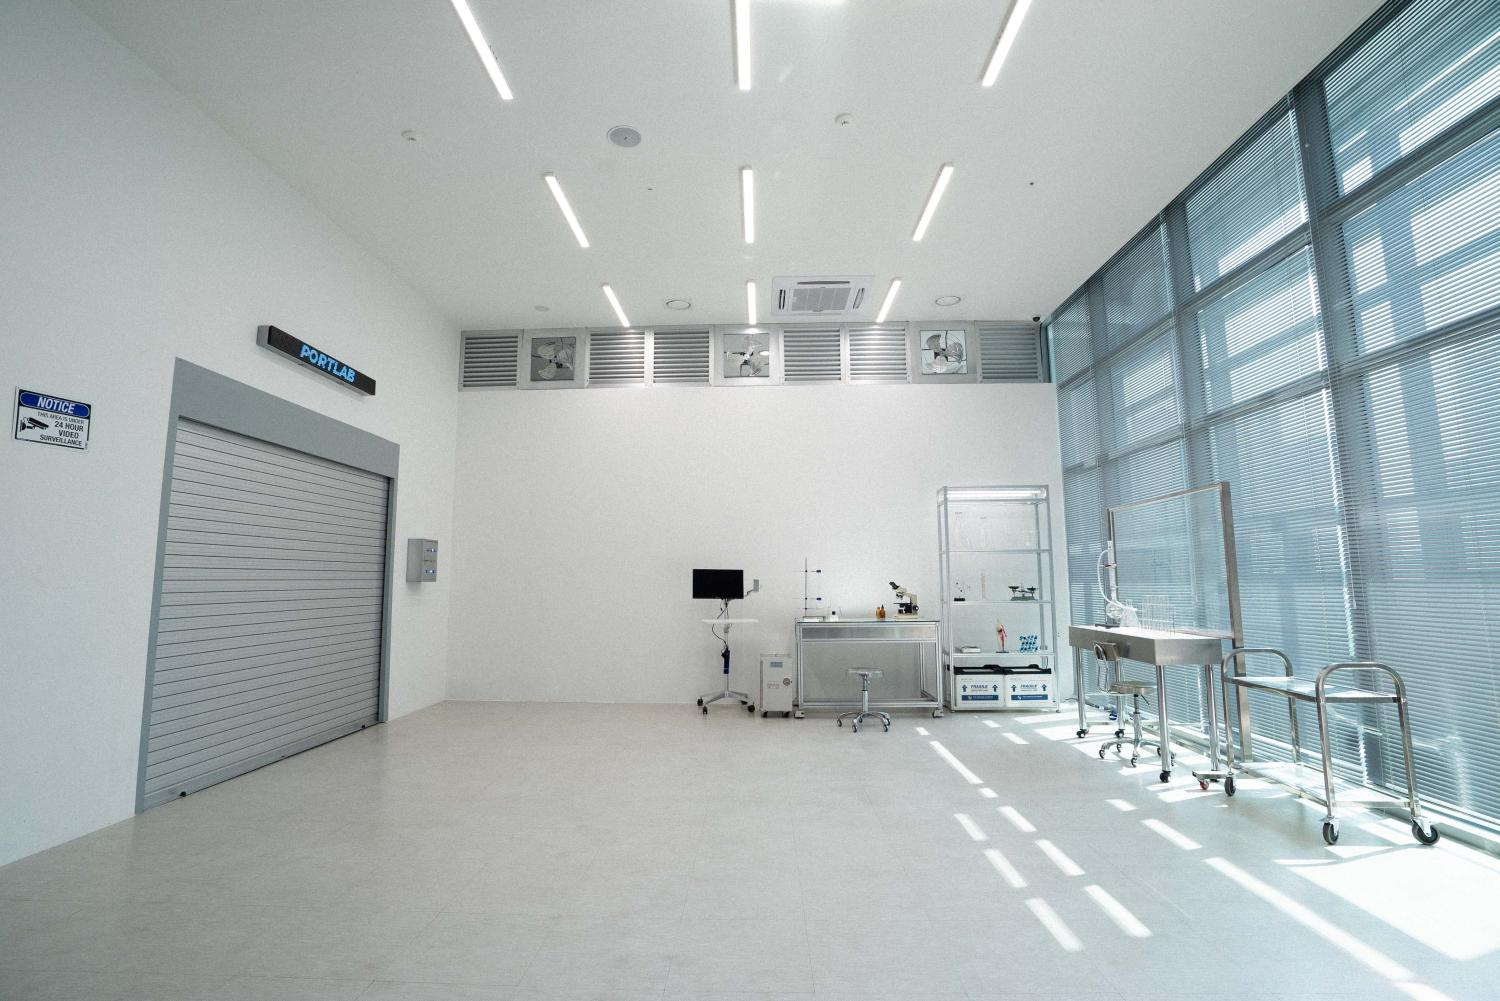 PORTLAB
NOTICE
THIS AREA IS UNDER
24 HOUR
VIDEO
SURVEILLANCE
FRAGILE
FRAGILE